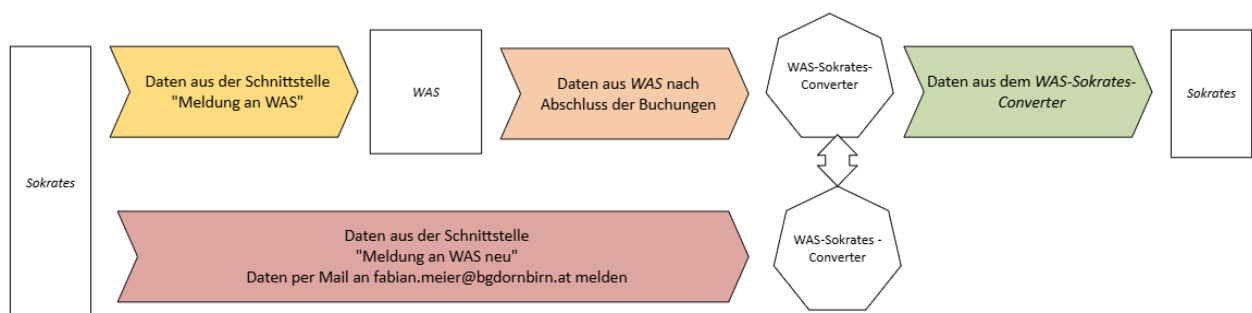 Sokrates
Daten aus der Schnittstelle
"Meldung an WAS"
WAS
Daten aus WAS nach
Abschluss der Buchungen
WAS-Sokrates-
Converter
Daten aus dem WAS-Sokrates-
Converter
Sokrates
Daten aus der Schnittstelle
"Meldung an WAS neu"
Daten per Mail an fabian.meier@bgdornbirn.at melden
WAS-Sokrates -
Converter